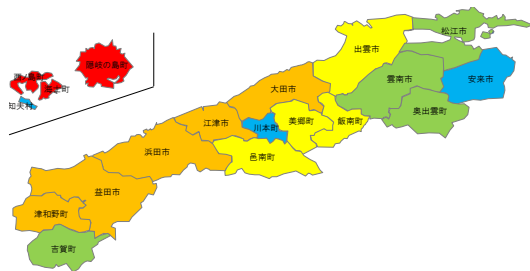 松江市
出雲市
隠岐の島町
西ノ島町
海士町
知夫村
雲南市
安来市
大田市
奥出雲町
江津市
川本町
美郷町
飯南町
浜田市
邑南町
益田市
津和野町
吉賀町